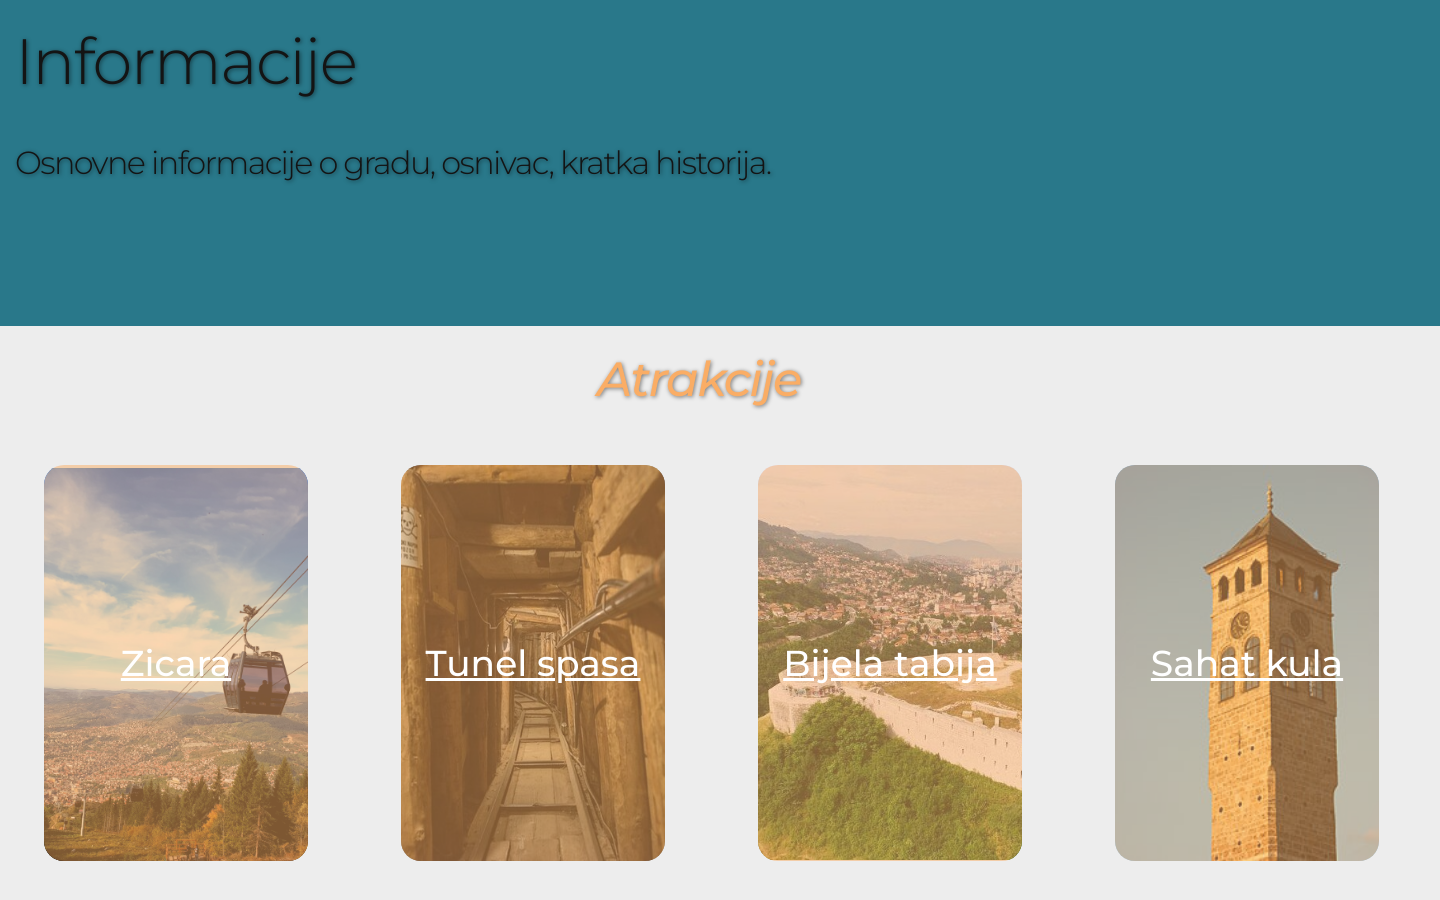 Informacije
Osnovne informacije o gradu, osnivac, kratka historija.
Atrakcije
Zicara
Tunel spasa
Bijela tabija
Sahat kula